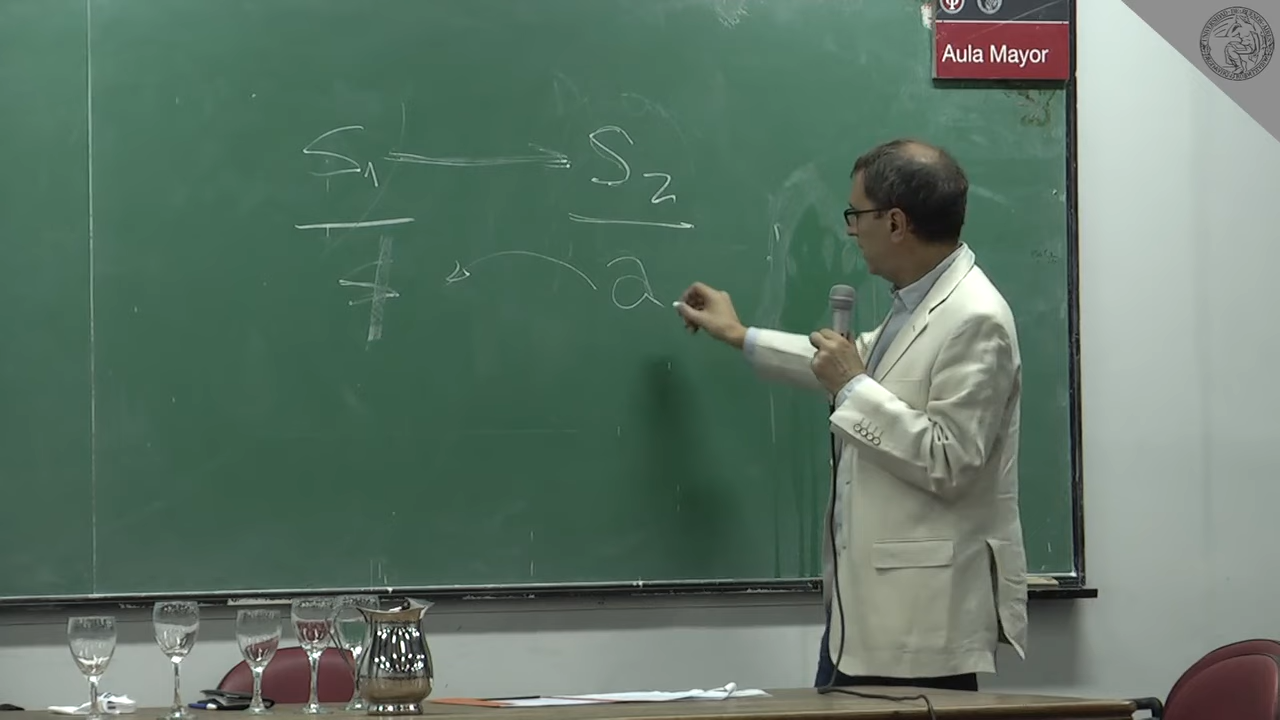 Aula Mayor
S₁ → S₂
a